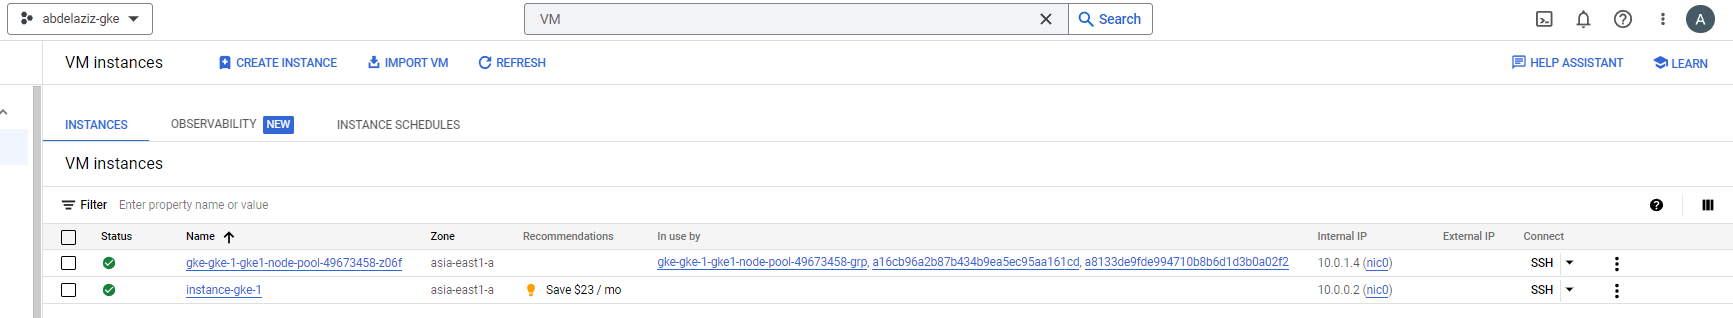 abdelaziz-gke VM Search A
VM instances CREATE INSTANCE IMPORT VM REFRESH HELP ASSISTANT LEARN
INSTANCES OBSERVABILITY NEW INSTANCE SCHEDULES
VM instances
Filter Enter property name or value
Status Name Zone Recommendations In use by Internal IP External IP Connect
gke-gke-1-gke1-node-pool-49673458-z06f asia-east1-a gke-gke-1-gke1-node-pool-49673458-grp, a16cb96a2b87b434b9ea5ec95aa161cd, a8133de9fde994710b8b6d1d3b0a02f2 10.0.1.4 (nic0) SSH
instance-gke-1 asia-east1-a Save $23 / mo 10.0.0.2 (nic0) SSH